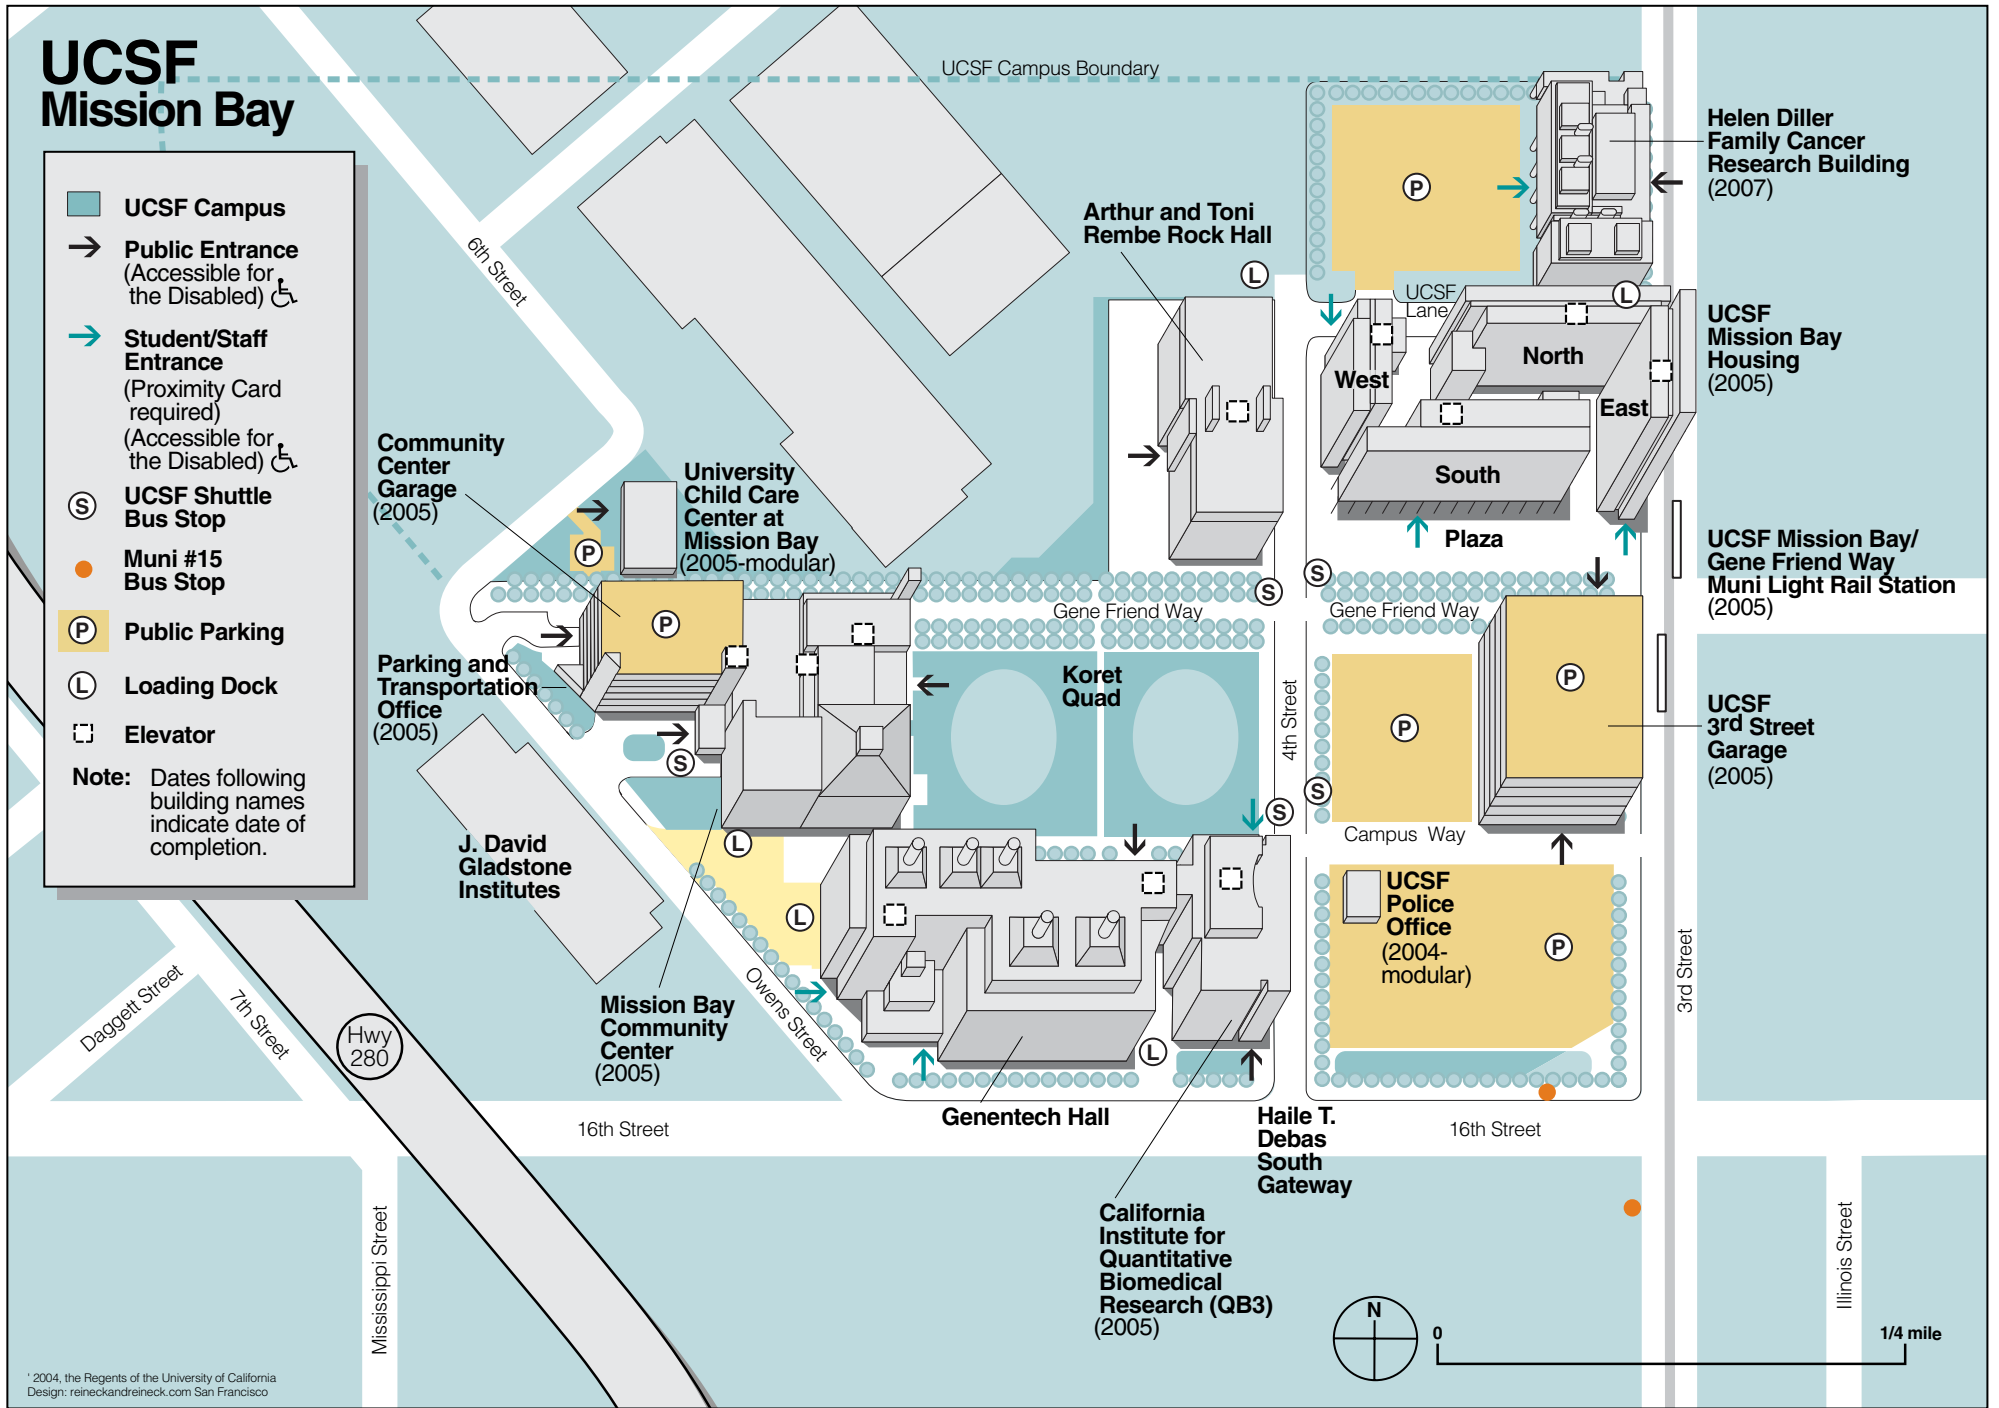 UCSF
Mission Bay
UCSF Campus
Public Entrance
(Accessible for
the Disabled)
Student/Staff
Entrance
(Proximity Card
required)
(Accessible for
the Disabled)
S
UCSF Shuttle
Bus Stop
Muni #15
Bus Stop
P
Public Parking
L
Loading Dock
Elevator
Note: Dates following
building names
indicate date of
completion.
UCSF Campus Boundary
Helen Diller
Family Cancer
Research Building
(2007)
P
Arthur and Toni
Rembe Rock Hall
L
6th Street
UCSF
Lane
L
UCSF
Mission Bay
Housing
(2005)
North
West
East
South
Plaza
Community
Center
Garage
(2005)
University
Child Care
Center at
Mission Bay
(2005-modular)
P
S
S
UCSF Mission Bay/
Gene Friend Way
Muni Light Rail Station
(2005)
Gene Friend Way
Gene Friend Way
P
Parking and
Transportation
Office
(2005)
Koret
Quad
4th Street
P
P
UCSF
3rd Street
Garage
(2005)
S
S
S
Campus Way
L
J. David
Gladstone
Institutes
L
UCSF
Police
Office
(2004-
modular)
P
3rd Street
Owens Street
Mission Bay
Community
Center
(2005)
L
Daggett Street
7th Street
Hwy
280
Genentech Hall
Haile T.
Debas
South
Gateway
16th Street
16th Street
California
Institute for
Quantitative
Biomedical
Research (QB3)
(2005)
Mississippi Street
Illinois Street
N
0
1/4 mile
' 2004, the Regents of the University of California
Design: reineckandreineck.com San Francisco